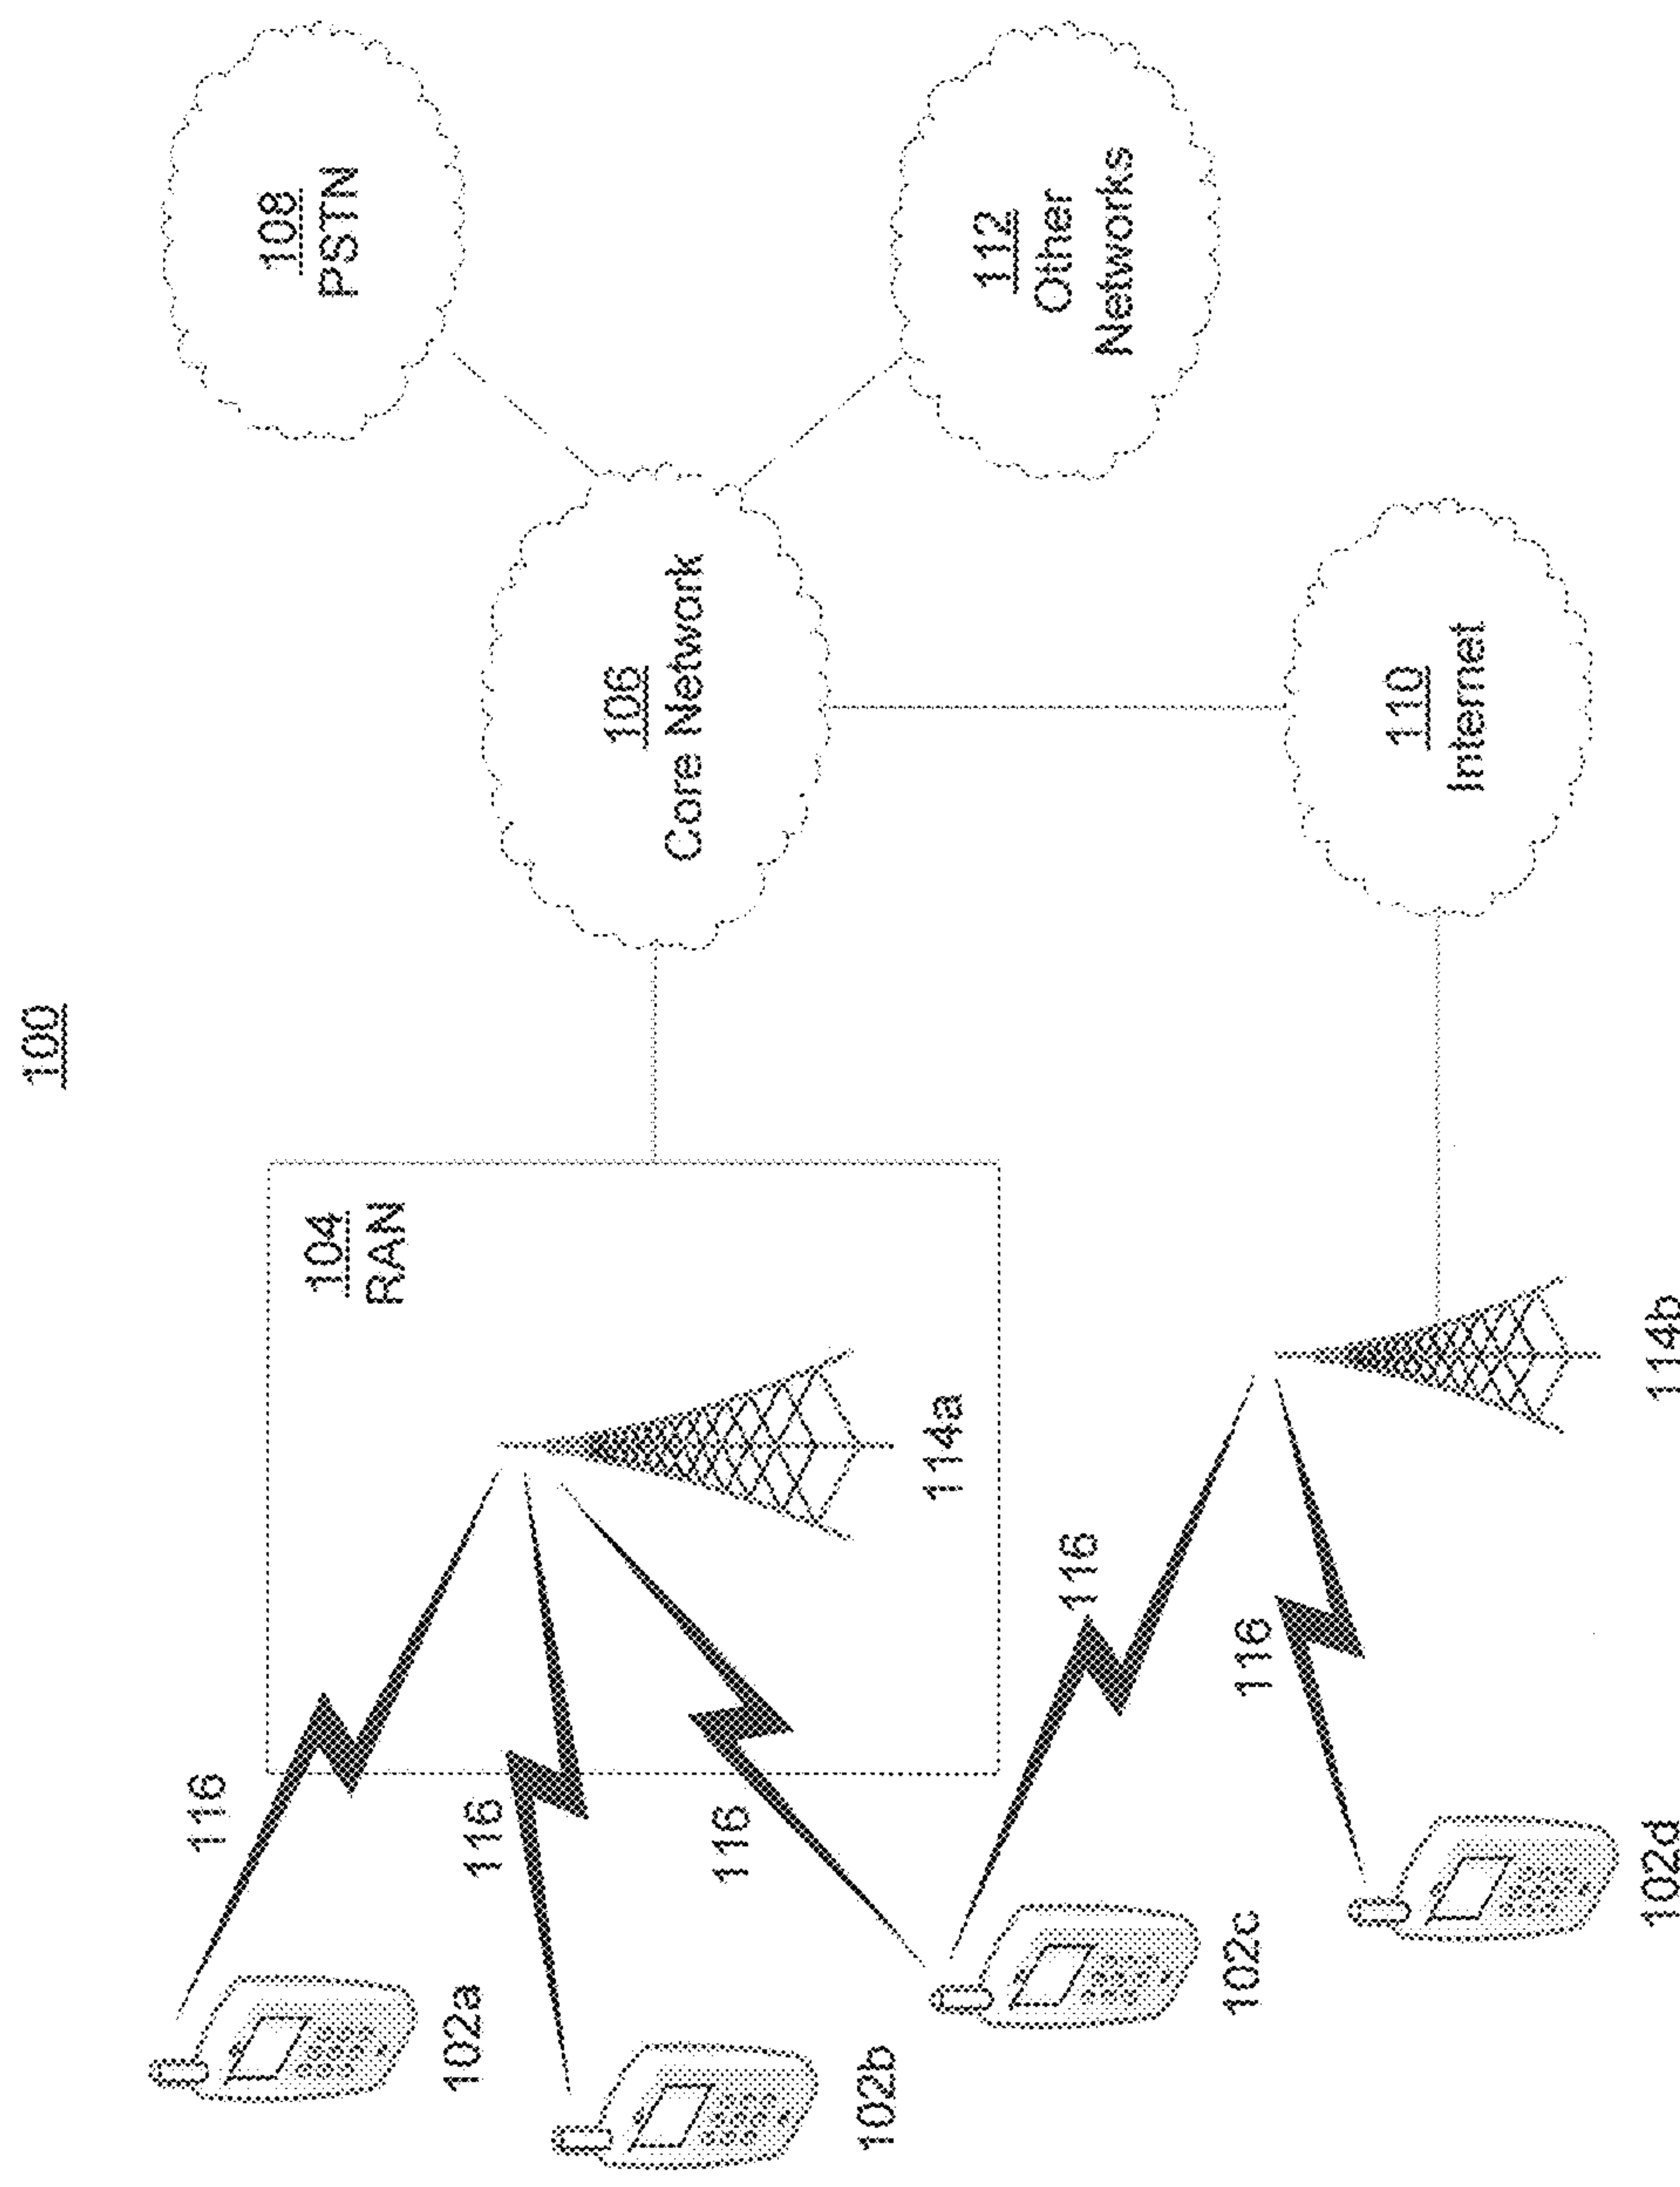 100
108
PSTN
106
Core Network
112
Other
Networks
104
RAN
110
Internet
114a
114b
116
116
116
116
116
102a
102b
102c
102d